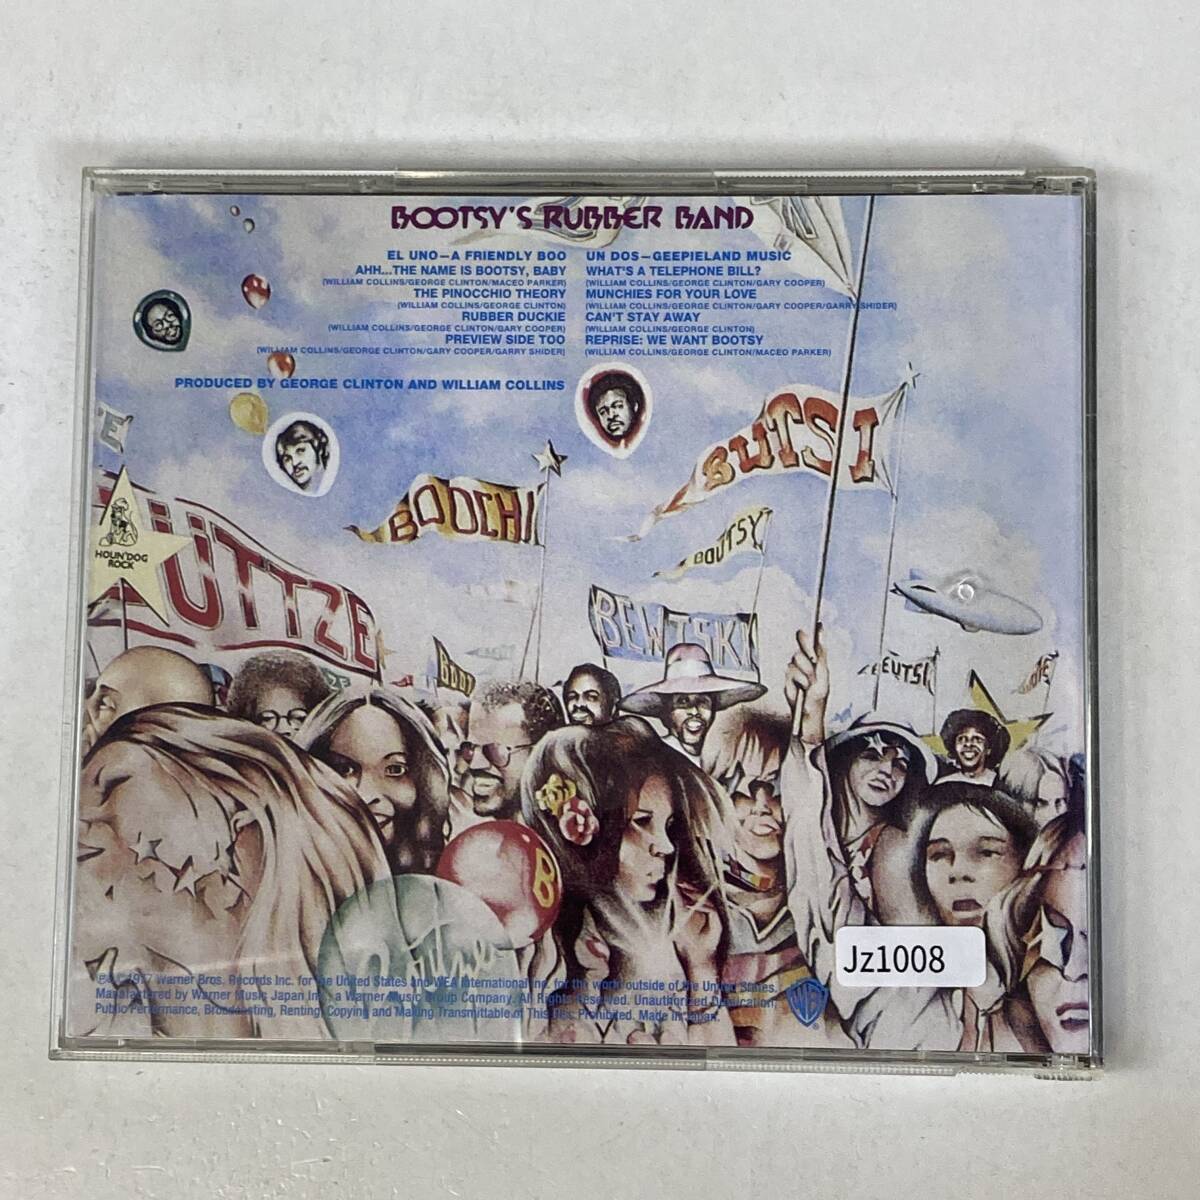 BOOTSY'S RUBBER BAND
EL UNO—A FRIENDLY BOO
AHH...THE NAME IS BOOTSY, BABY
(WILLIAM COLLINS/GEORGE CLINTON/MACEO PARKER)
THE PINOCCHIO THEORY
(WILLIAM COLLINS/GEORGE CLINTON)
RUBBER DUCKIE
(WILLIAM COLLINS/GEORGE CLINTON/GARY COOPER)
PREVIEW SIDE TOO
(WILLIAM COLLINS/GEORGE CLINTON/GARY COOPER/GARRY SHIDER)
UN DOS—GEEPIELAND MUSIC
WHAT'S A TELEPHONE BILL?
(WILLIAM COLLINS/GEORGE CLINTON/GARY COOPER)
MUNCHIES FOR YOUR LOVE
(WILLIAM COLLINS/GEORGE CLINTON/GARY COOPER/GARRY SHIDER)
CAN'T STAY AWAY
(WILLIAM COLLINS/GEORGE CLINTON)
REPRISE: WE WANT BOOTSY
(WILLIAM COLLINS/GEORGE CLINTON/MACEO PARKER)
PRODUCED BY GEORGE CLINTON AND WILLIAM COLLINS
E
BUTSI
BOOCHI
BOUTSY
HOUN'DOG
ROCK
UTTZE
BEWTSKI
BOOT
EUTSI
B
Jz1008
℗&©1977 Warner Bros. Records Inc. for the United States and WEA International Inc. for the world outside of the United States.
Manufactured by Warner Music Japan Inc., a Warner Music Group Company. All Rights Reserved. Unauthorized Duplication,
Public Performance, Broadcasting, Renting, Copying and Making Transmittable of This Disc Prohibited. Made in Japan.
WB